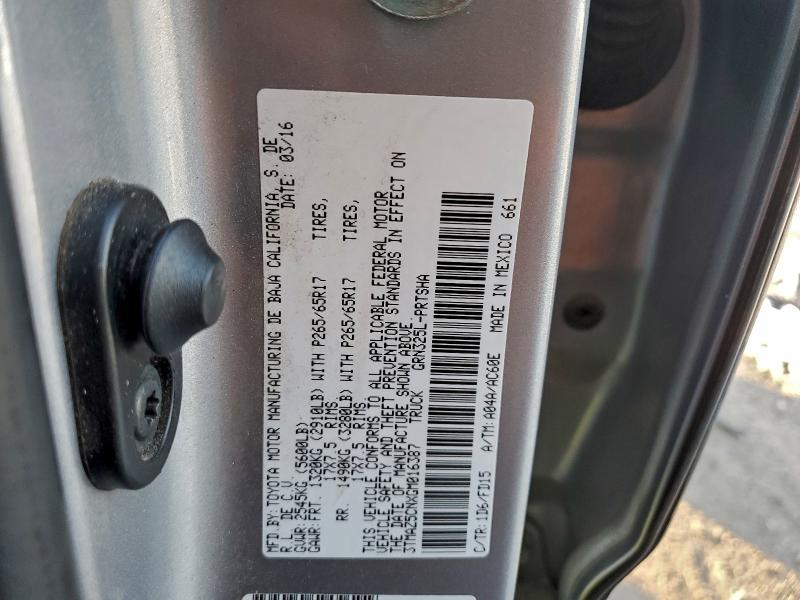 MFD.BY:TOYOTA MOTOR MANUFACTURING DE BAJA CALIFORNIA, S. DE
R.L. DE C.V. DATE: 03/16
GVWR:2545KG(5600LB)
GAWR:FRT. 1320KG (2910LB) WITH P265/65R17 TIRES,
17X7.5 RIMS,
RR. 1490KG (3280LB) WITH P265/65R17 TIRES,
17X7.5 RIMS.
THIS VEHICLE CONFORMS TO ALL APPLICABLE FEDERAL MOTOR
VEHICLE SAFETY AND THEFT PREVENTION STANDARDS IN EFFECT ON
THE DATE OF MANUFACTURE SHOWN ABOVE.
3TMAZ5CNXGM016387 TRUCK GRN325L-PRTSHA
C/TR:1D6/FD15 A/TM:A04A/AC60E MADE IN MEXICO 661